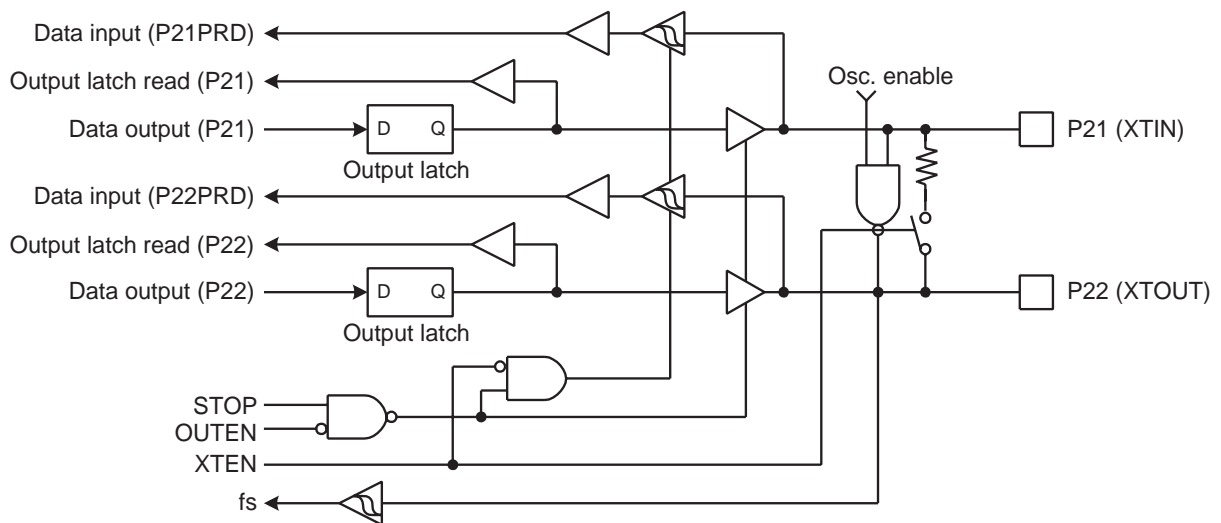 Data input (P21PRD)
Output latch read (P21)
Osc. enable
Data output (P21)
D Q
P21 (XTIN)
Output latch
Data input (P22PRD)
Output latch read (P22)
Data output (P22)
D Q
P22 (XTOUT)
Output latch
STOP
OUTEN
XTEN
fs